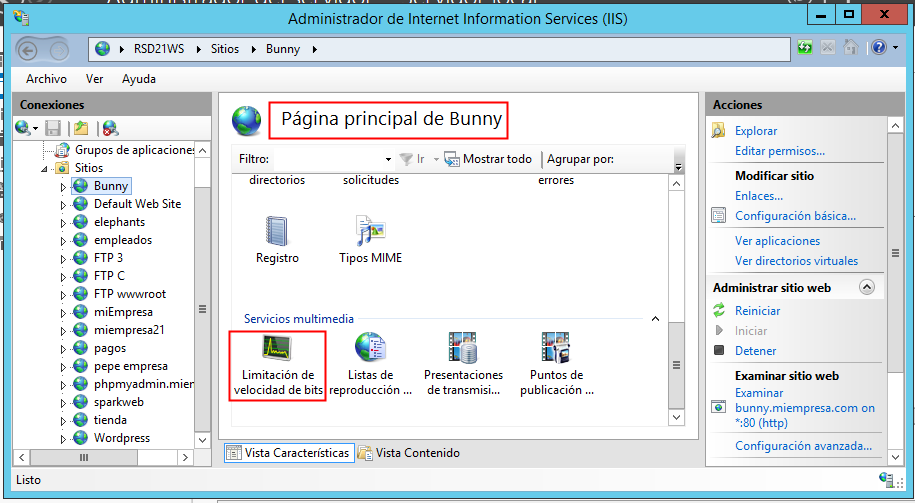 Administrador de Internet Information Services (IIS)
RSD21WS
Sitios
Bunny
Archivo Ver Ayuda
Conexiones
Grupos de aplicaciones
Sitios
Bunny
Default Web Site
elephants
empleados
FTP 3
FTP C
FTP wwwroot
miEmpresa
miempresa21
pagos
pepe empresa
phpmyadmin.mien
sparkweb
tienda
Wordpress
Página principal de Bunny
Filtro: Ir Mostrar todo Agrupar por:
directorios solicitudes errores
Registro Tipos MIME
Servicios multimedia
Limitación de
velocidad de bits
Listas de
reproducción ...
Presentaciones
de transmisi...
Puntos de
publicación ...
Vista Características Vista Contenido
Acciones
Explorar
Editar permisos...
Modificar sitio
Enlaces...
Configuración básica...
Ver aplicaciones
Ver directorios virtuales
Administrar sitio web
Reiniciar
Iniciar
Detener
Examinar sitio web
Examinar
bunny.miempresa.com on
*:80 (http)
Configuración avanzada...
Listo